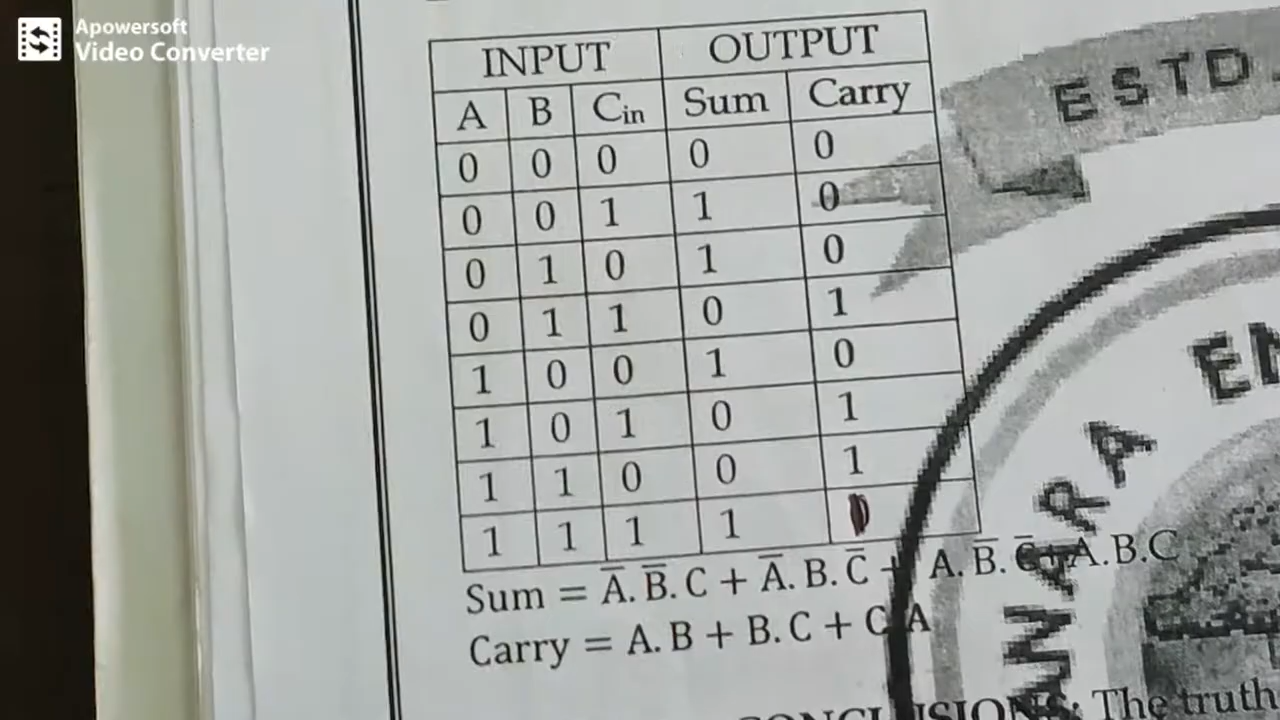 Apowersoft
Video Converter
INPUT OUTPUT
A B Cin Sum Carry
0 0 0 0 0
0 0 1 1 0
0 1 0 1 0
0 1 1 0 1
1 0 0 1 0
1 0 1 0 1
1 1 0 0 1
1 1 1 1
Sum = A̅. B̅. C + A̅. B. C̅ + A. B̅. C̅ + A.B.C
Carry = A. B + B. C + C. A
ESTD.
The truth